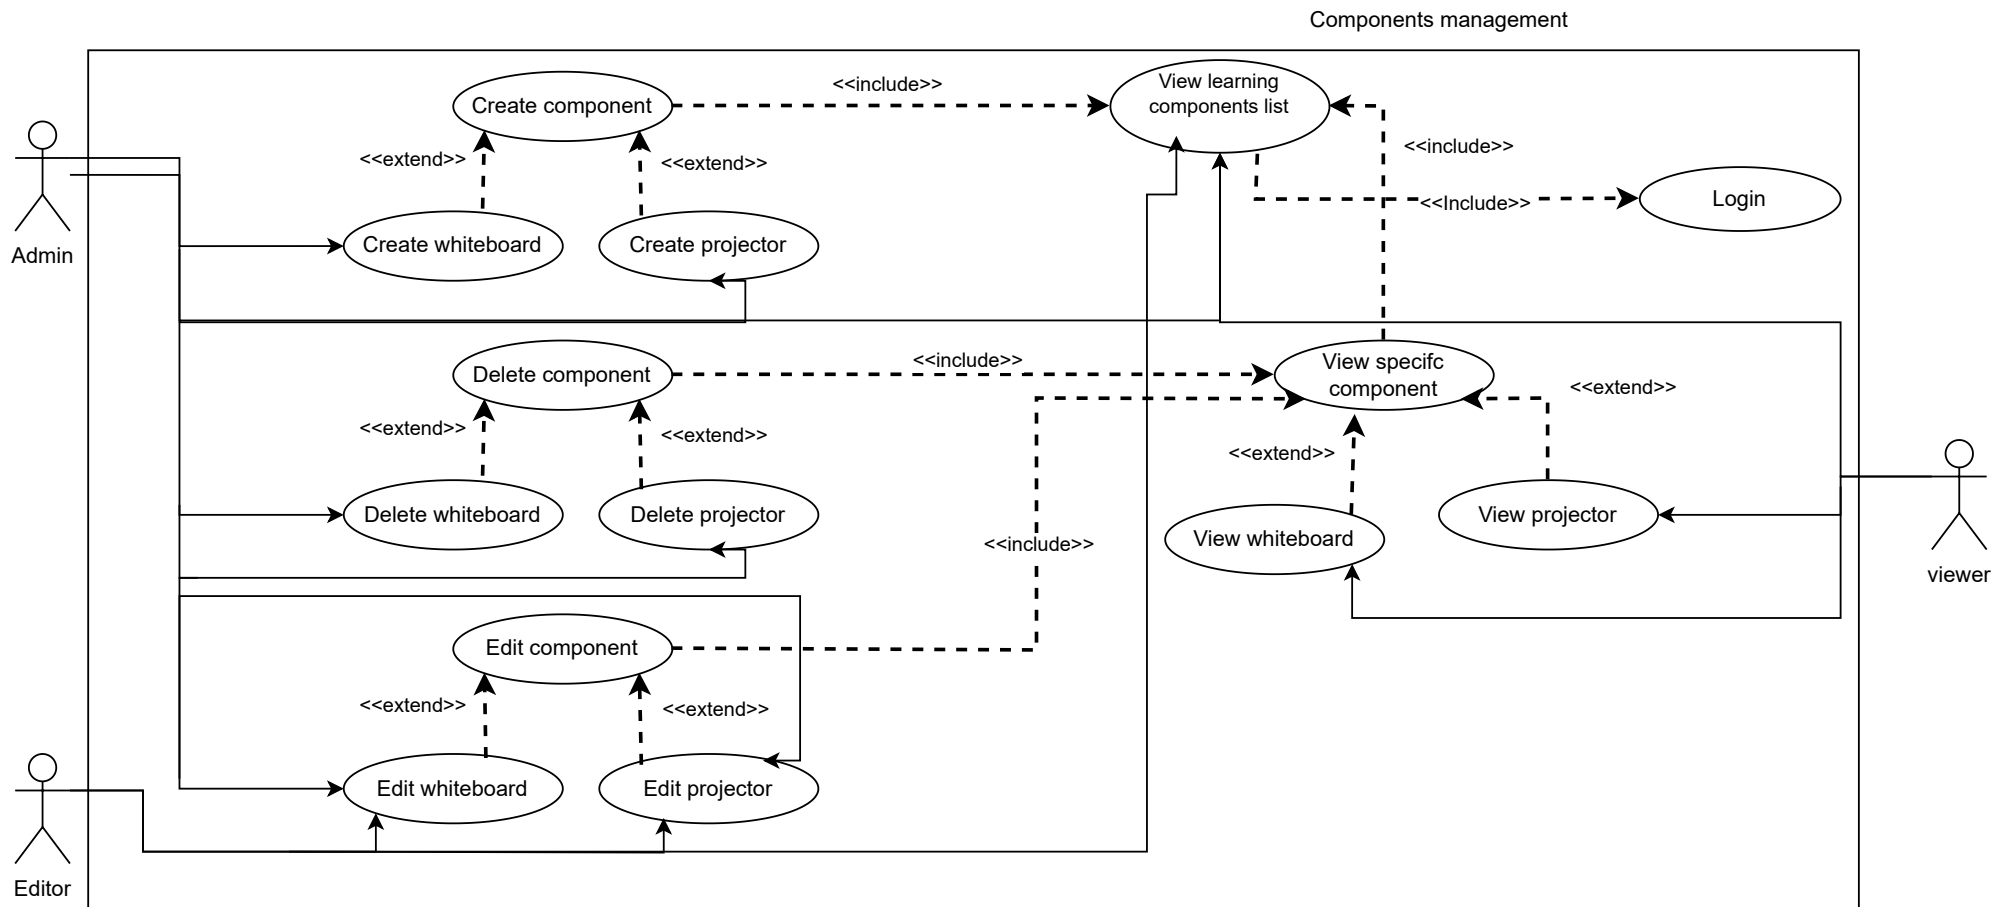 Components management
Create component
<<include>>
View learning
components list
<<extend>>
<<extend>>
<<include>>
Admin
Create whiteboard
Create projector
<<Include>>
Login
Delete component
<<include>>
View specifc
component
<<extend>>
<<extend>>
<<extend>>
<<extend>>
Delete whiteboard
Delete projector
<<include>>
View whiteboard
View projector
viewer
Edit component
<<extend>>
<<extend>>
Edit whiteboard
Edit projector
Editor